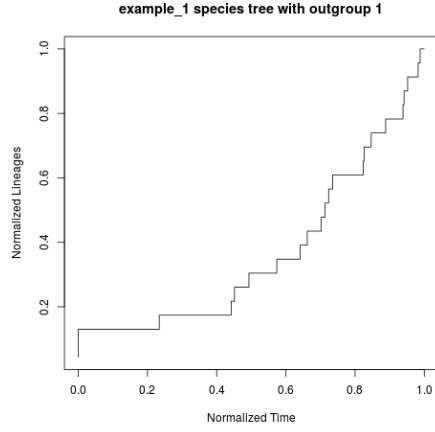 example_1 species tree with outgroup 1
Normalized Lineages
1.0
0.8
0.6
0.4
0.2
0.0 0.2 0.4 0.6 0.8 1.0
Normalized Time